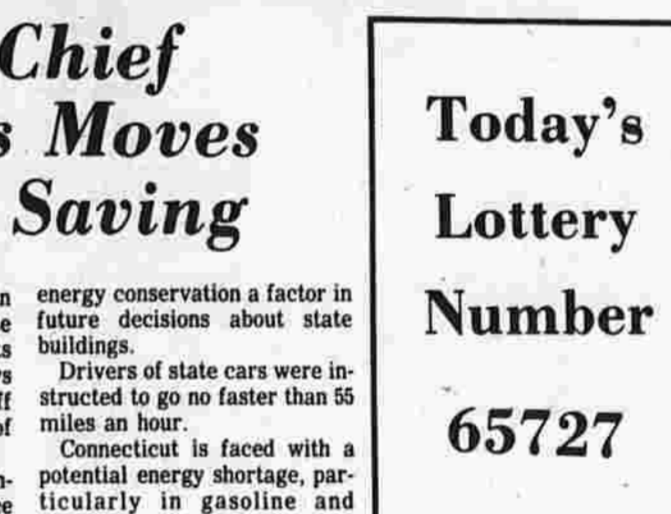 Chief
s Moves
Saving
n
e
s
s
ff
of
n-
e
energy conservation a factor in
future decisions about state
buildings.
Drivers of state cars were in-
structed to go no faster than 55
miles an hour.
Connecticut is faced with a
potential energy shortage, par-
ticularly in gasoline and
Today's
Lottery
Number
65727